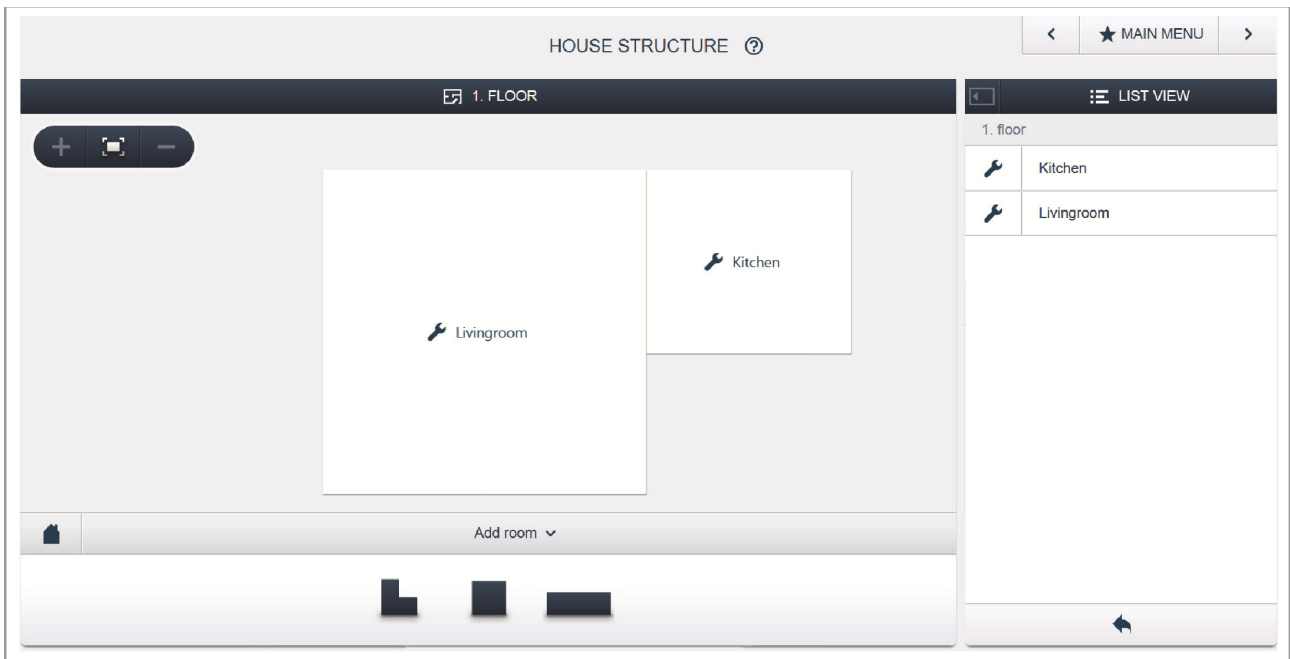 HOUSE STRUCTURE ?
MAIN MENU
1. FLOOR
LIST VIEW
1. floor
Kitchen
Livingroom
Kitchen
Livingroom
Add room